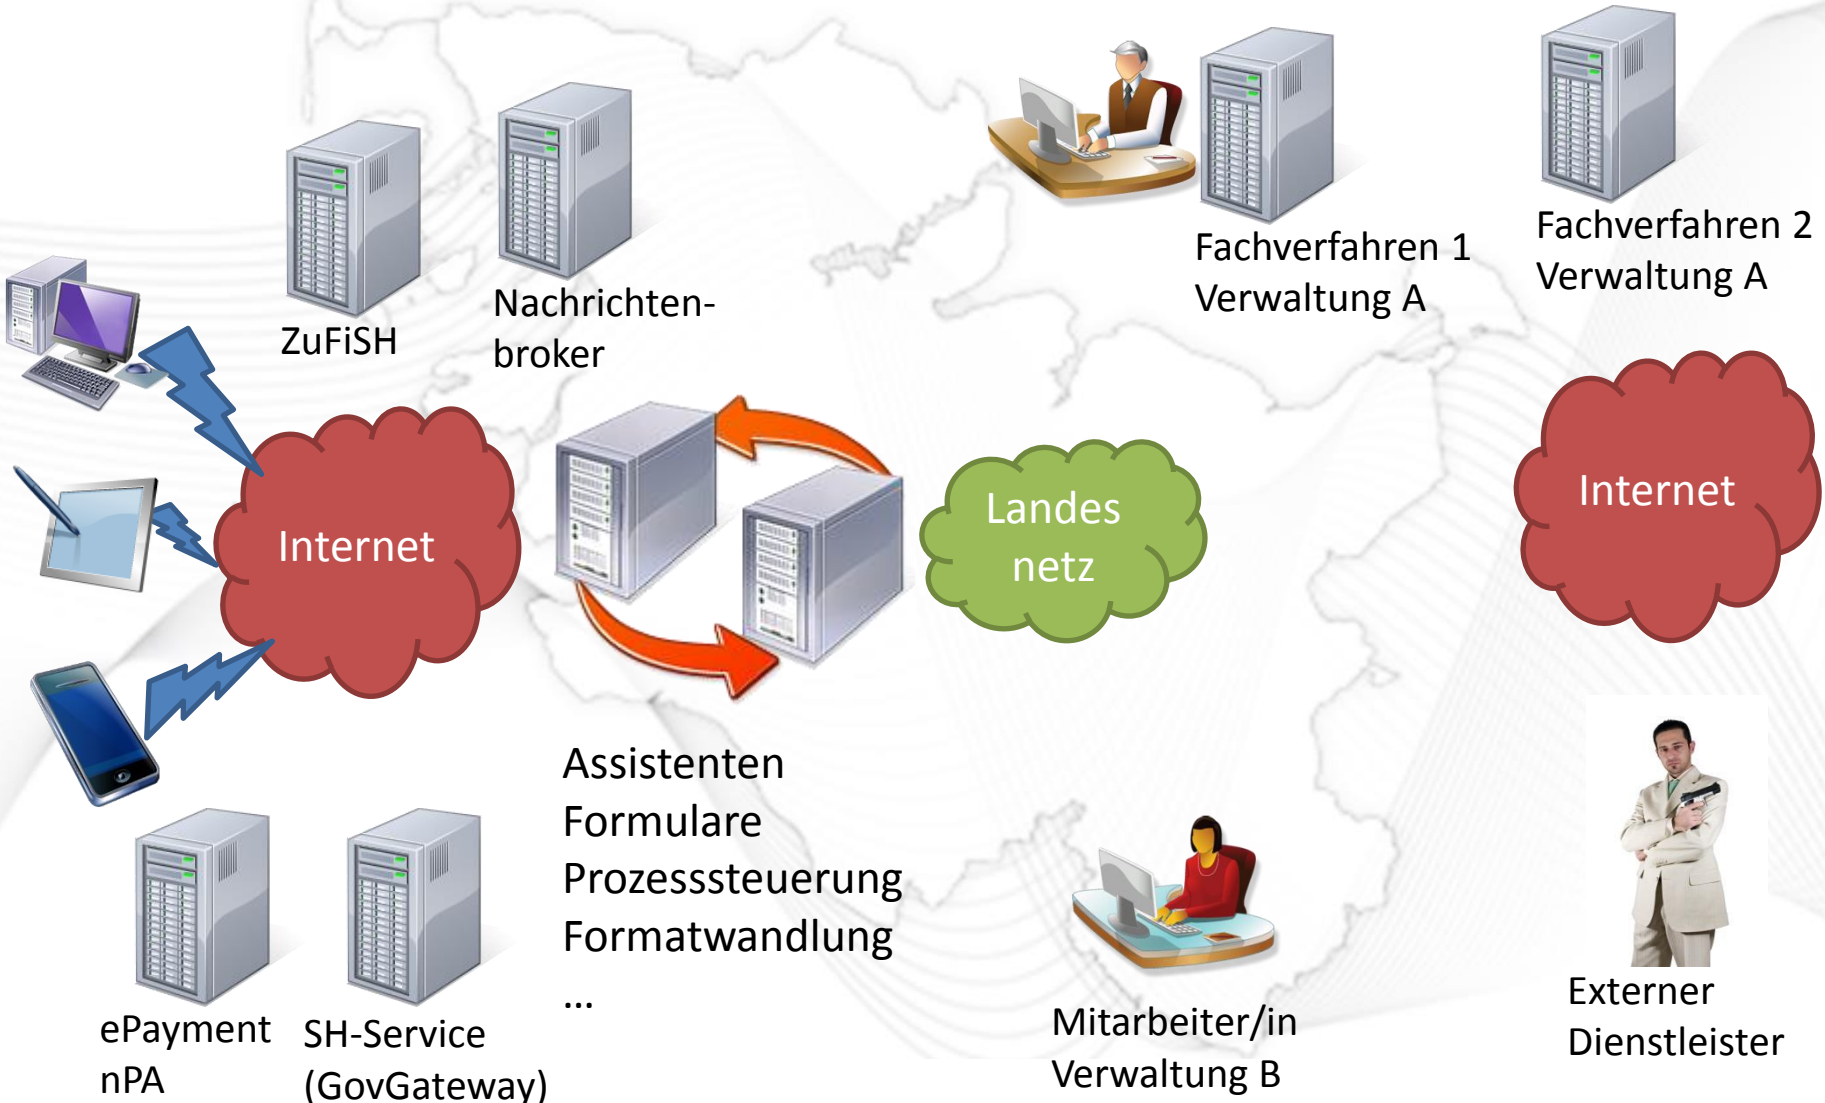 Fachverfahren 1
Verwaltung A
Fachverfahren 2
Verwaltung A
ZuFiSH
Nachrichten-
broker
Internet
Landes
netz
Internet
Assistenten
Formulare
Prozesssteuerung
Formatwandlung
...
ePayment
nPA
SH-Service
(GovGateway)
Mitarbeiter/in
Verwaltung B
Externer
Dienstleister